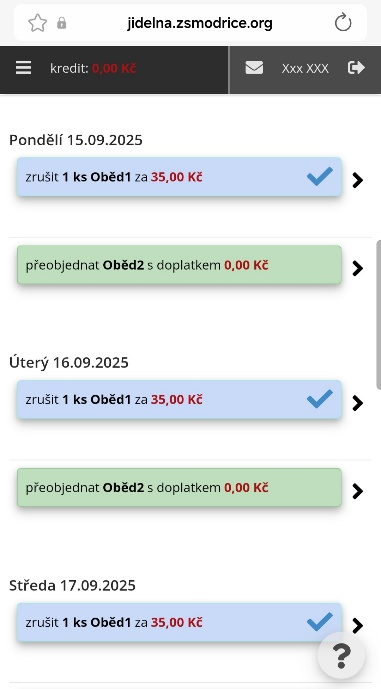 jidelna.zsmodrice.org
kredit: 0,00 Kč
Xxx XXX
Pondělí 15.09.2025
zrušit 1 ks Oběd1 za 35,00 Kč
přeobjednat Oběd2 s doplatkem 0,00 Kč
Úterý 16.09.2025
zrušit 1 ks Oběd1 za 35,00 Kč
přeobjednat Oběd2 s doplatkem 0,00 Kč
Středa 17.09.2025
zrušit 1 ks Oběd1 za 35,00 Kč
?